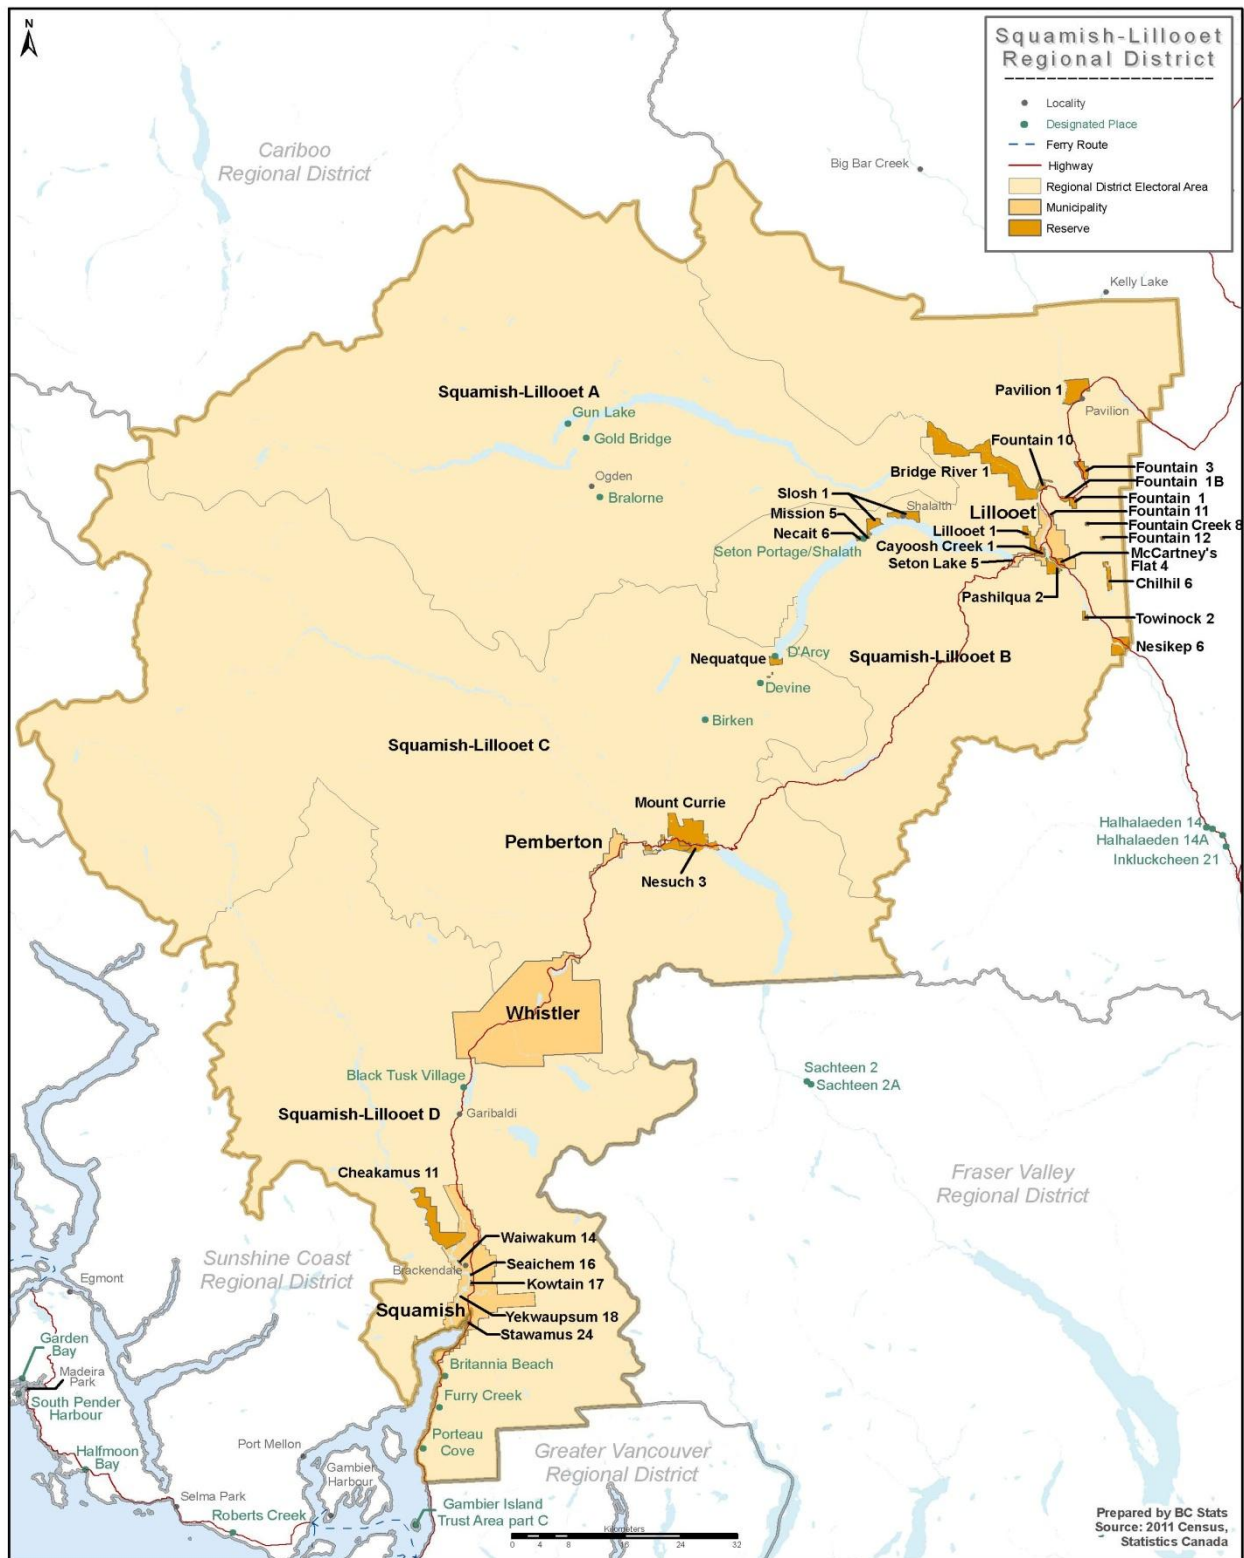 N
Squamish-Lillooet
Regional District
Locality
Designated Place
Ferry Route
Highway
Regional District Electoral Area
Municipality
Reserve
Cariboo
Regional District
Big Bar Creek
Kelly Lake
Squamish-Lillooet A
Gun Lake
Gold Bridge
Ogden
Bralorne
Pavilion 1
Pavilion
Fountain 10
Bridge River 1
Fountain 3
Fountain 1B
Fountain 1
Fountain 11
Fountain Creek 8
Fountain 12
McCartney's
Flat 4
Chilhil 6
Towinock 2
Nesikep 6
Slosh 1
Shalalth
Mission 5
Necait 6
Seton Portage/Shalath
Lillooet
Lillooet 1
Cayoosh Creek 1
Seton Lake 5
Pashilqua 2
Nequatque
D'Arcy
Devine
Birken
Squamish-Lillooet B
Squamish-Lillooet C
Mount Currie
Pemberton
Nesuch 3
Halhalaeden 14
Halhalaeden 14A
Inkluckcheen 21
Whistler
Sachteen 2
Sachteen 2A
Black Tusk Village
Squamish-Lillooet D
Garibaldi
Cheakamus 11
Fraser Valley
Regional District
Waiwakum 14
Brackendale
Seaichem 16
Kowtain 17
Squamish
Yekwaupsum 18
Stawamus 24
Sunshine Coast
Regional District
Egmont
Garden
Bay
Madeira
Park
South Pender
Harbour
Halfmoon
Bay
Britannia Beach
Furry Creek
Porteau
Cove
Port Mellon
Gambier
Harbour
Selma Park
Roberts Creek
Greater Vancouver
Regional District
Gambier Island
Trust Area part C
Kilometers
0 4 8 16 24 32
Prepared by BC Stats
Source: 2011 Census,
Statistics Canada